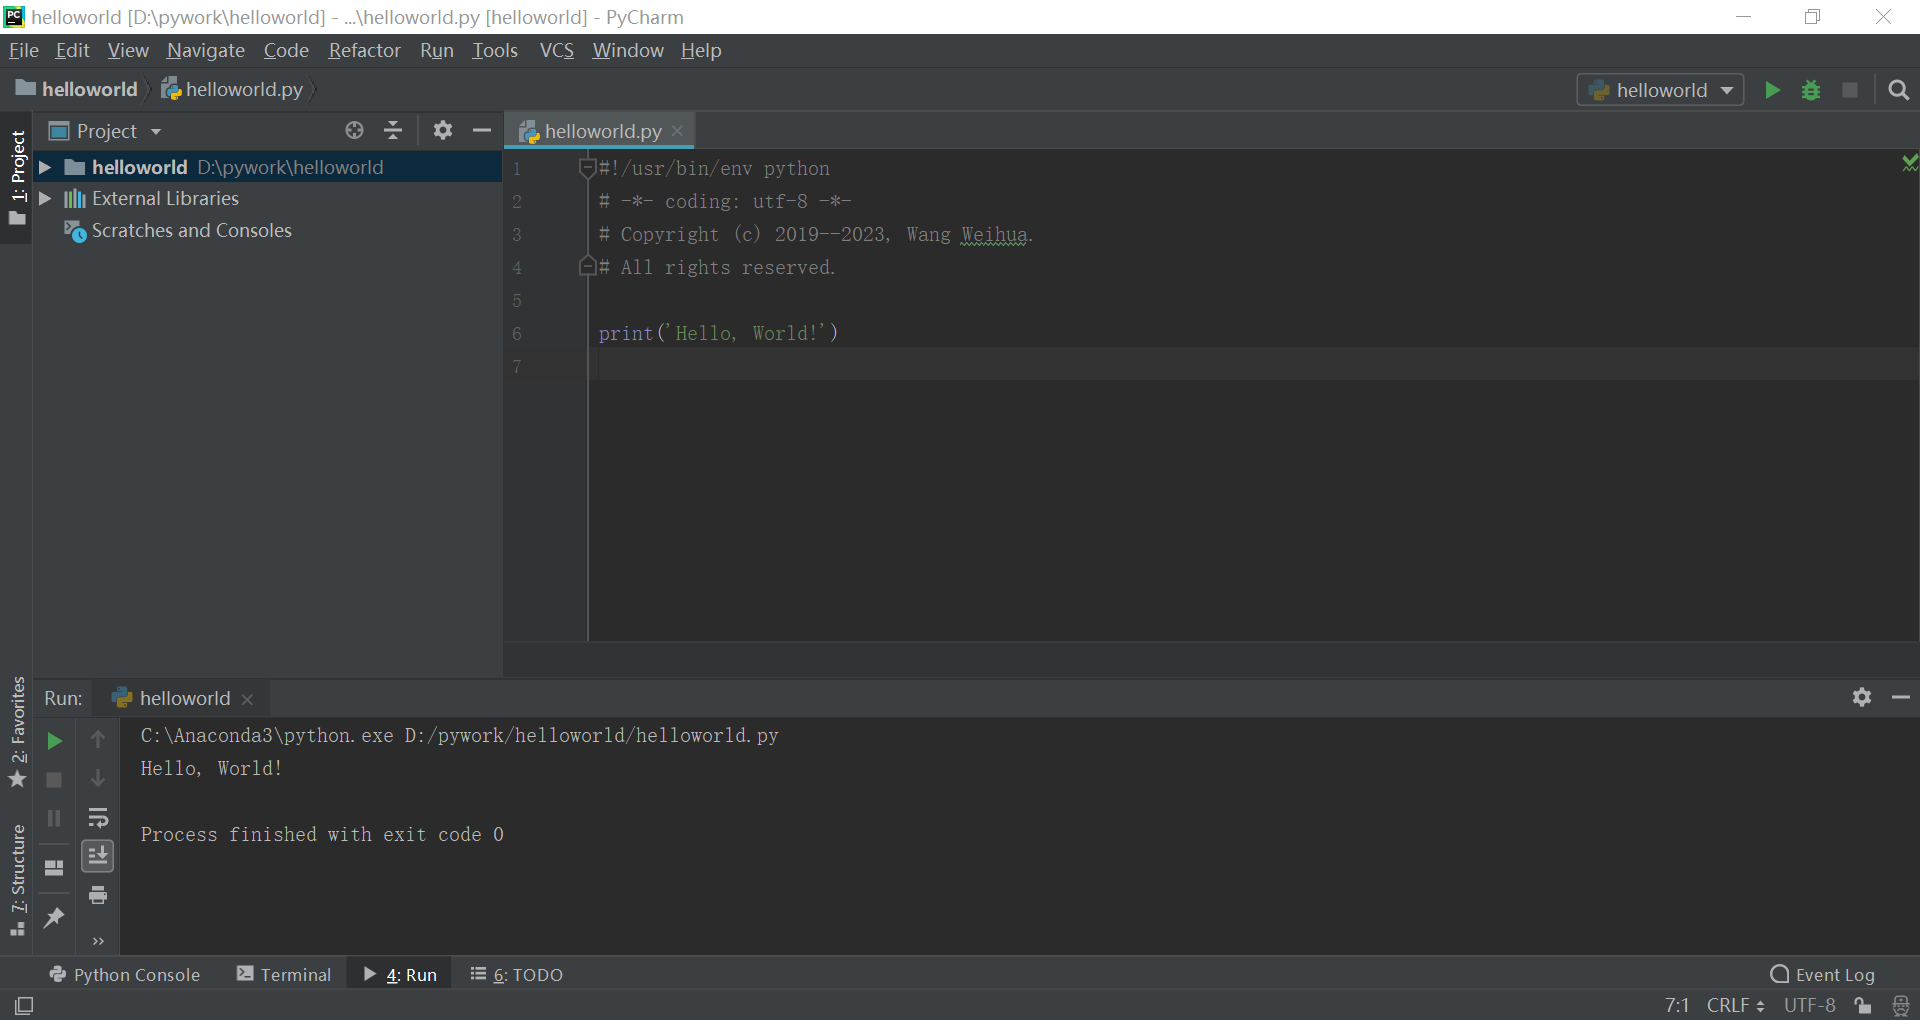 helloworld [D:\pywork\helloworld] - ...\helloworld.py [helloworld] - PyCharm
File Edit View Navigate Code Refactor Run Tools VCS Window Help
helloworld helloworld.py helloworld
1: Project
Project
helloworld D:\pywork\helloworld
External Libraries
Scratches and Consoles
helloworld.py
1 #!/usr/bin/env python
2 # -*- coding: utf-8 -*-
3 # Copyright (c) 2019--2023, Wang Weihua.
4 # All rights reserved.
5
6 print('Hello, World!')
7
2: Favorites
7: Structure
Run: helloworld
C:\Anaconda3\python.exe D:/pywork/helloworld/helloworld.py
Hello, World!
Process finished with exit code 0
Python Console Terminal 4: Run 6: TODO Event Log
7:1 CRLF UTF-8